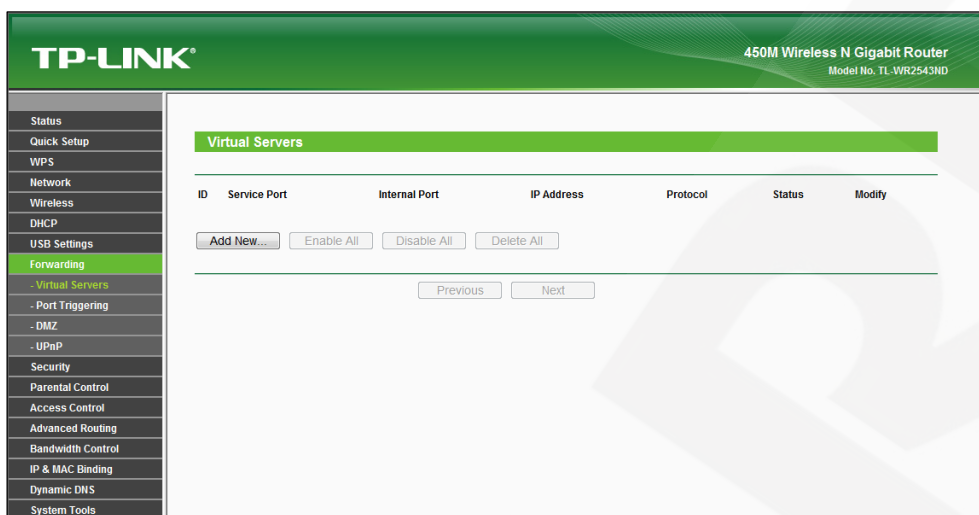 TP-LINK®
450M Wireless N Gigabit Router
Model No. TL-WR2543ND
Status
Quick Setup
WPS
Network
Wireless
DHCP
USB Settings
Forwarding
- Virtual Servers
- Port Triggering
- DMZ
- UPnP
Security
Parental Control
Access Control
Advanced Routing
Bandwidth Control
IP & MAC Binding
Dynamic DNS
System Tools
Virtual Servers
ID Service Port Internal Port IP Address Protocol Status Modify
Add New... Enable All Disable All Delete All
Previous Next